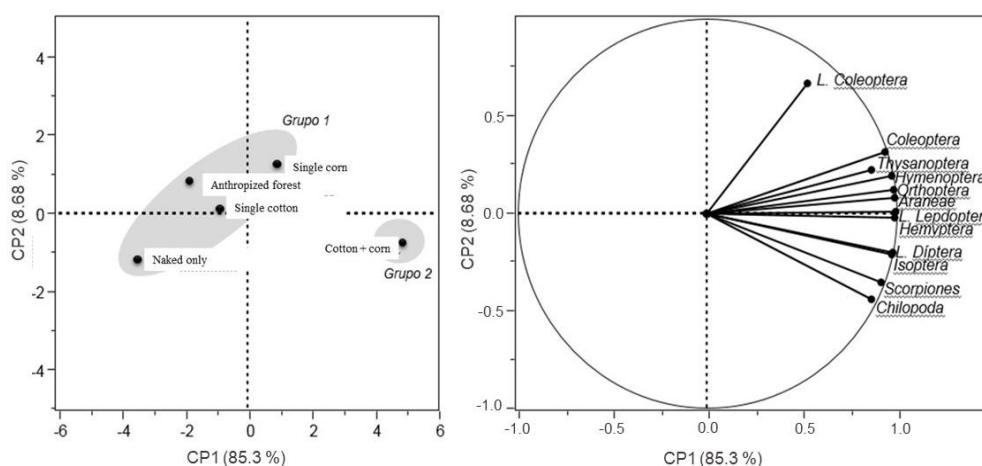 4
2
0
-2
-4
CP2 (8.68 %)
-6
-4
-2
0
2
4
6
CP1 (85.3 %)
Grupo 1
Single corn
Anthropized forest
Single cotton
Naked only
Cotton + corn
Grupo 2
0.5
0.0
-0.5
-1.0
CP2 (8.68 %)
-1.0
-0.5
0.0
0.5
1.0
CP1 (85.3 %)
L. Coleoptera
Coleoptera
Thysanoptera
Hymenoptera
Orthoptera
Araneae
L. Lepdopter
Hemyptera
L. Díptera
Isoptera
Scorpiones
Chilopoda